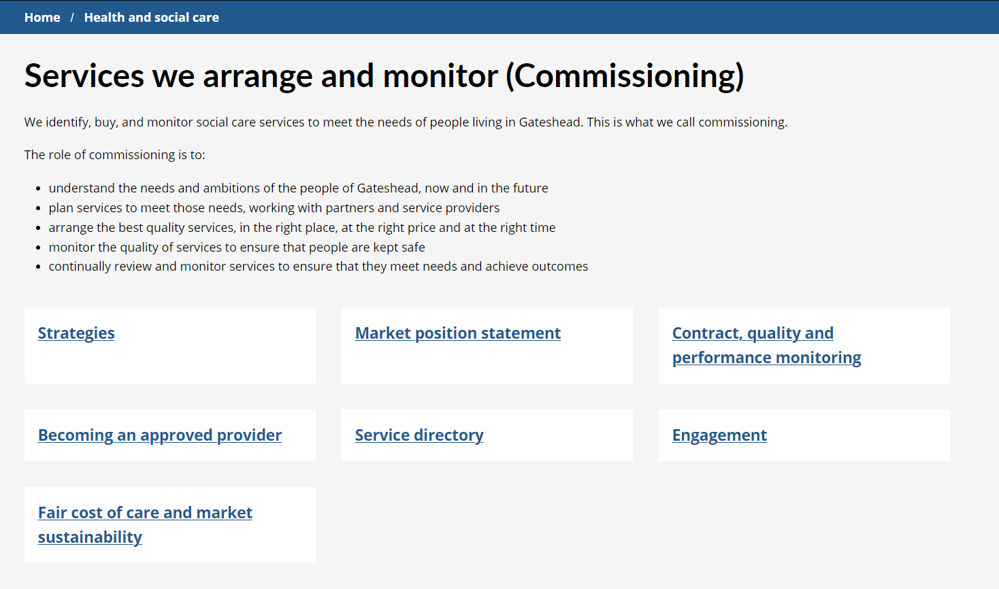 Home / Health and social care
Services we arrange and monitor (Commissioning)
We identify, buy, and monitor social care services to meet the needs of people living in Gateshead. This is what we call commissioning.
The role of commissioning is to:
• understand the needs and ambitions of the people of Gateshead, now and in the future
• plan services to meet those needs, working with partners and service providers
• arrange the best quality services, in the right place, at the right price and at the right time
• monitor the quality of services to ensure that people are kept safe
• continually review and monitor services to ensure that they meet needs and achieve outcomes
Strategies
Market position statement
Contract, quality and
performance monitoring
Becoming an approved provider
Service directory
Engagement
Fair cost of care and market
sustainability